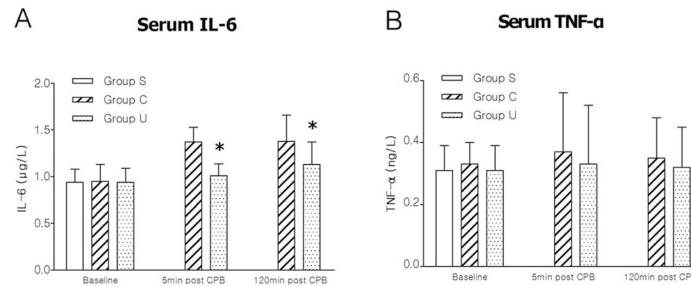 A
Serum IL-6
Group S
Group C
Group U
IL-6 (µg/L)
2.0
1.5
1.0
0.5
0.0
*
*
Baseline
5min post CPB
120min post CPB
B
Serum TNF-α
Group S
Group C
Group U
TNF-α (ng/L)
0.6
0.4
0.2
0.0
Baseline
5min post CPB
120min post CP